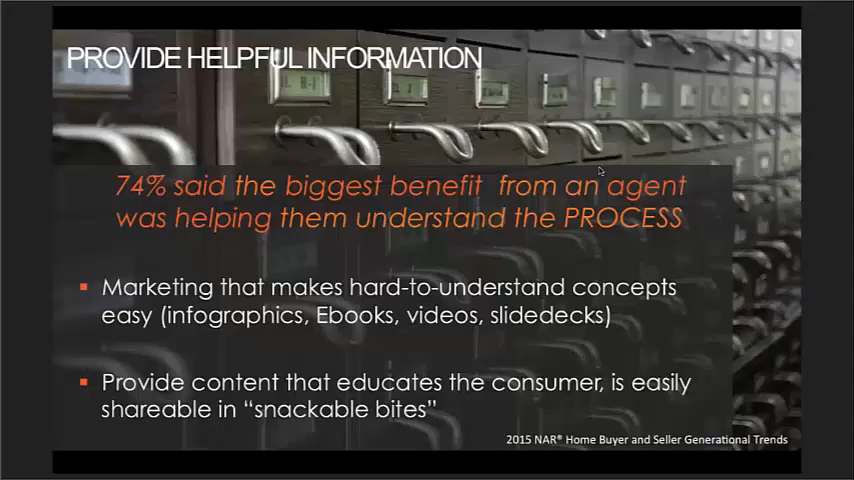 PROVIDE HELPFUL INFORMATION
74% said the biggest benefit from an agent
was helping them understand the PROCESS
▪ Marketing that makes hard-to-understand concepts
easy (infographics, Ebooks, videos, slidedecks)
▪ Provide content that educates the consumer, is easily
shareable in “snackable bites”
2015 NAR® Home Buyer and Seller Generational Trends